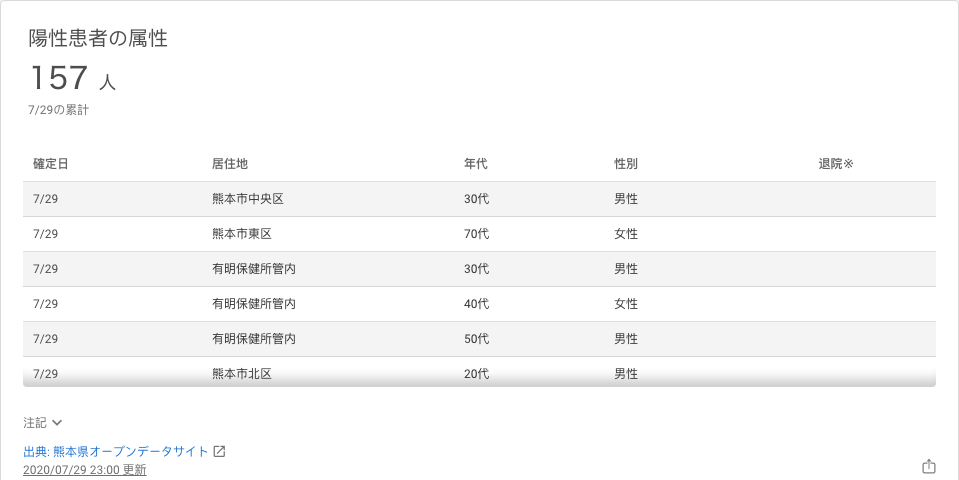 陽性患者の属性
157 人
7/29の累計
確定日 居住地 年代 性別 退院※
7/29 熊本市中央区 30代 男性
7/29 熊本市東区 70代 女性
7/29 有明保健所管内 30代 男性
7/29 有明保健所管内 40代 女性
7/29 有明保健所管内 50代 男性
7/29 熊本市北区 20代 男性
注記
出典: 熊本県オープンデータサイト
2020/07/29 23:00 更新